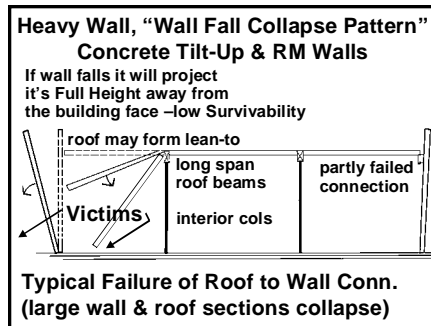 Heavy Wall, “Wall Fall Collapse Pattern”
Concrete Tilt-Up & RM Walls
If wall falls it will project
it’s Full Height away from
the building face –low Survivability
roof may form lean-to
long span
roof beams
partly failed
connection
Victims
interior cols
Typical Failure of Roof to Wall Conn.
(large wall & roof sections collapse)